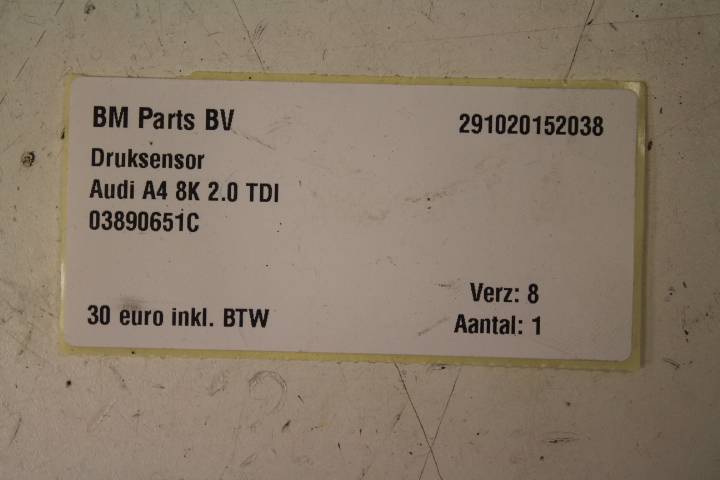 BM Parts BV 291020152038
Druksensor
Audi A4 8K 2.0 TDI
03890651C
Verz: 8
30 euro inkl. BTW Aantal: 1